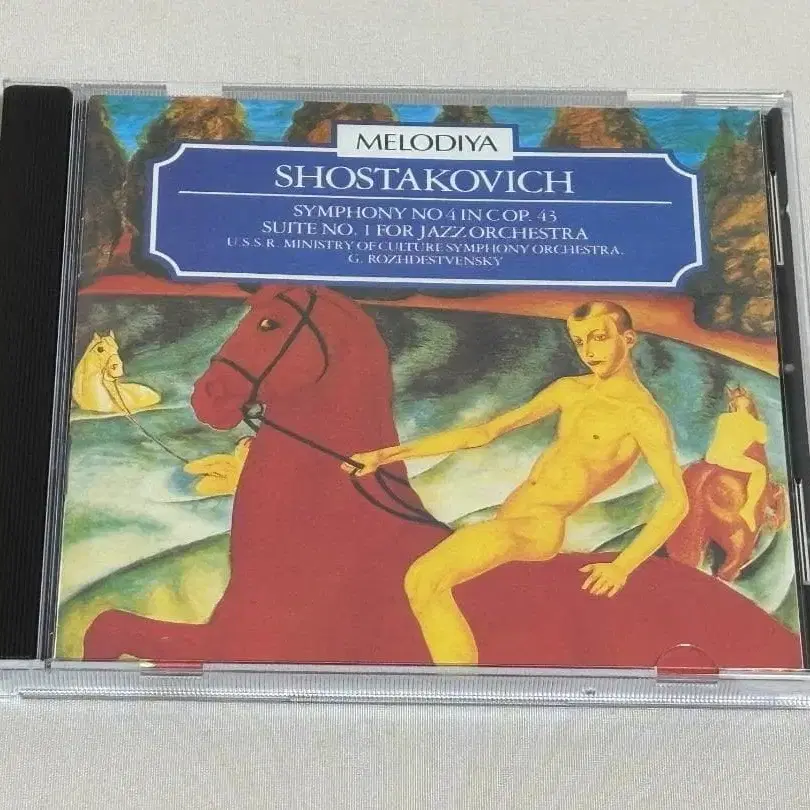 MELODIYA
SHOSTAKOVICH
SYMPHONY NO 4 IN C OP. 43
SUITE NO. 1 FOR JAZZ ORCHESTRA
U.S.S.R. MINISTRY OF CULTURE SYMPHONY ORCHESTRA.
G. ROZHDESTVENSKY